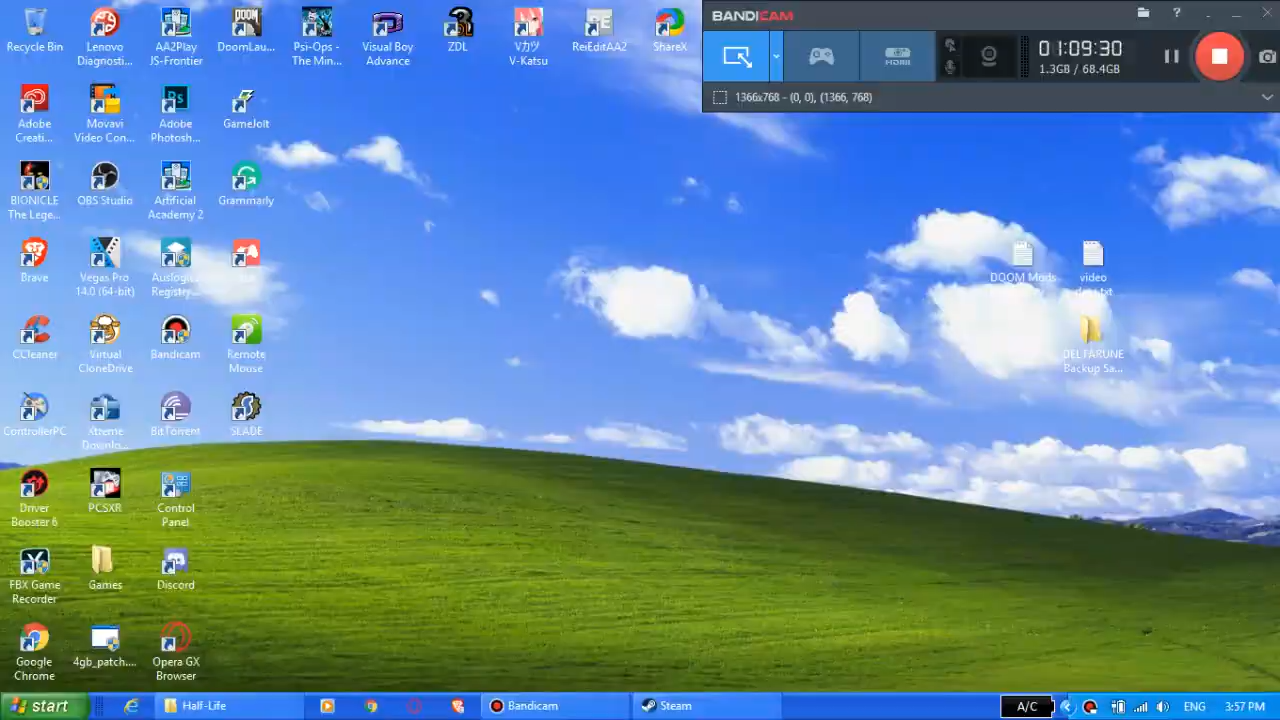 Recycle Bin
Lenovo
Diagnosti...
AA2Play
JS-Frontier
DoomLau...
Psi-Ops -
The Min...
Visual Boy
Advance
ZDL
Vカツ
V-Katsu
ReiEditAA2
ShareX
BANDICAM
01:09:30
1.3GB / 68.4GB
HDMI
1366x768 - (0, 0), (1366, 768)
Adobe
Creati...
Movavi
Video Con...
Adobe
Photosh...
GameJolt
BIONICLE
The Lege...
OBS Studio
Artificial
Academy 2
Grammarly
Brave
Vegas Pro
14.0 (64-bit)
Auslogics
Registry...
DOOM Mods
video
CCleaner
Virtual
CloneDrive
Bandicam
Remote
Mouse
DELTARUNE
Backup Sa...
ControllerPC
Xtreme
Downlo...
BitTorrent
SLADE
Driver
Booster 6
PCSXR
Control
Panel
FBX Game
Recorder
Games
Discord
Google
Chrome
4gb_patch....
Opera GX
Browser
start
Half-Life
Bandicam
Steam
A/C
ENG
3:57 PM